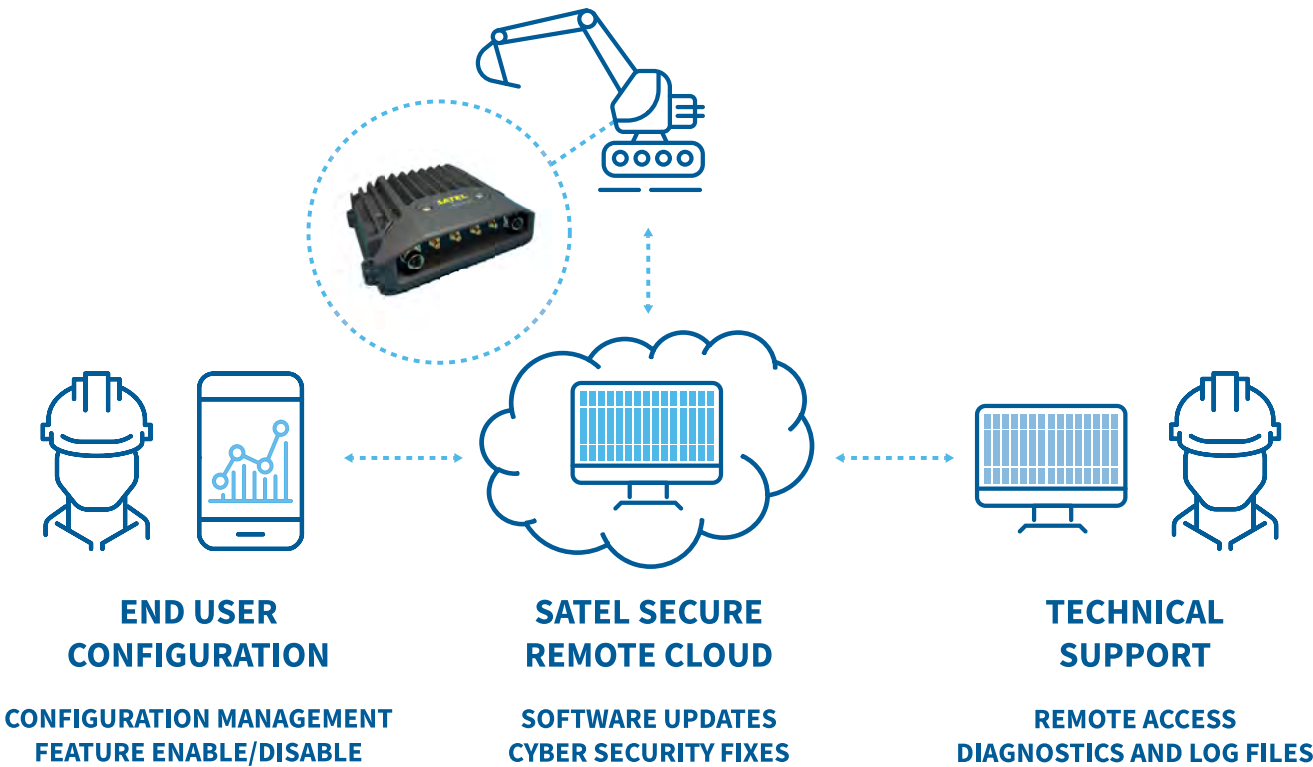 SATEL
END USER
CONFIGURATION
CONFIGURATION MANAGEMENT
FEATURE ENABLE/DISABLE
SATEL SECURE
REMOTE CLOUD
SOFTWARE UPDATES
CYBER SECURITY FIXES
TECHNICAL
SUPPORT
REMOTE ACCESS
DIAGNOSTICS AND LOG FILES